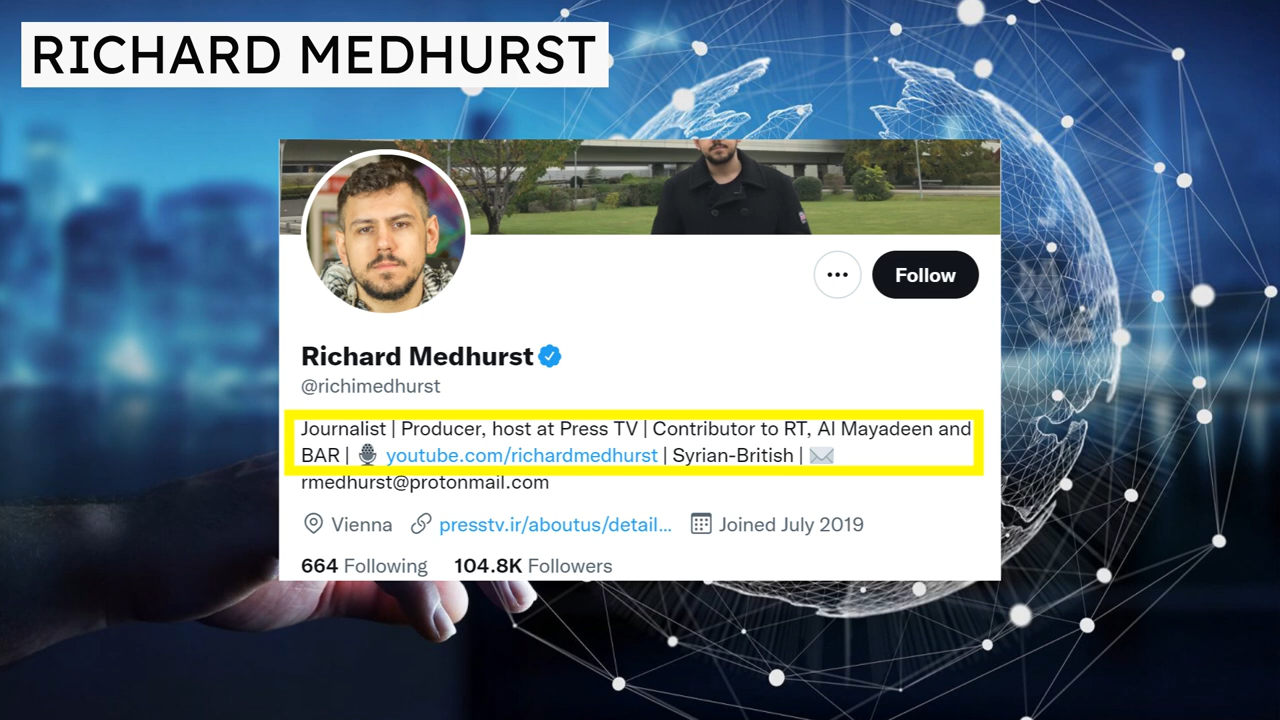 RICHARD MEDHURST
Follow
Richard Medhurst
@richimedhurst
Journalist | Producer, host at Press TV | Contributor to RT, Al Mayadeen and
BAR | 🎙 youtube.com/richardmedhurst | Syrian-British | ✉
rmedhurst@protonmail.com
Vienna presstv.ir/aboutus/detail... Joined July 2019
664 Following 104.8K Followers